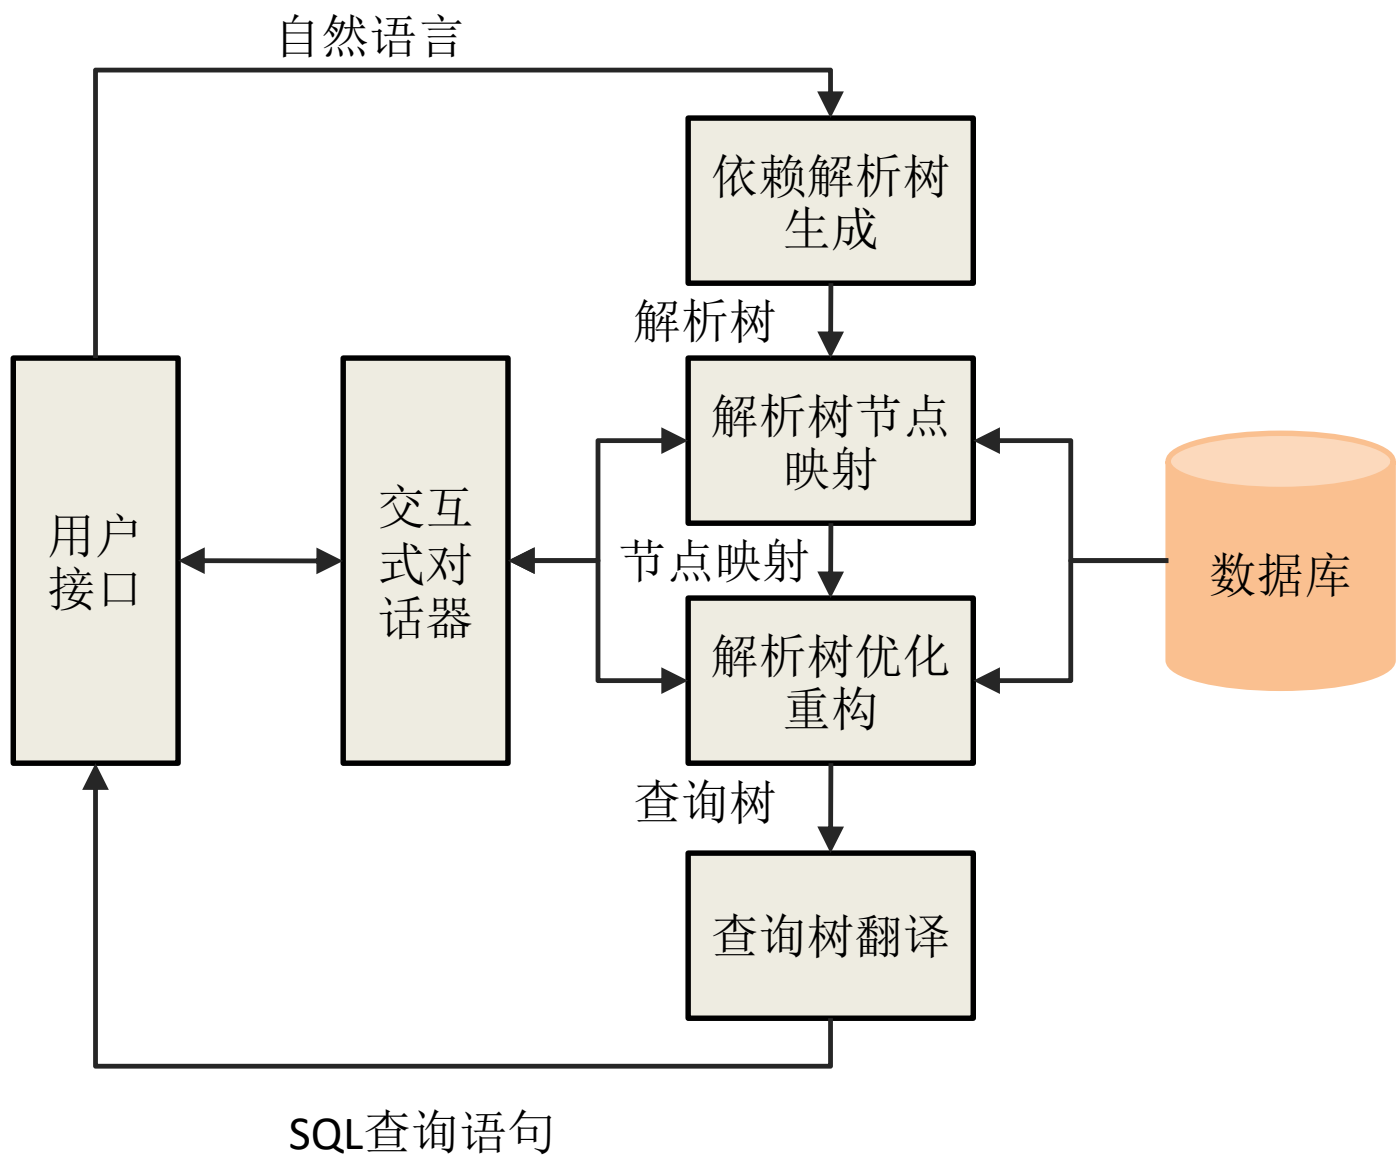 自然语言
依赖解析树
生成
解析树
解析树节点
映射
用户
接口
交互
式对
话器
节点映射
数据库
解析树优化
重构
查询树
查询树翻译
SQL查询语句